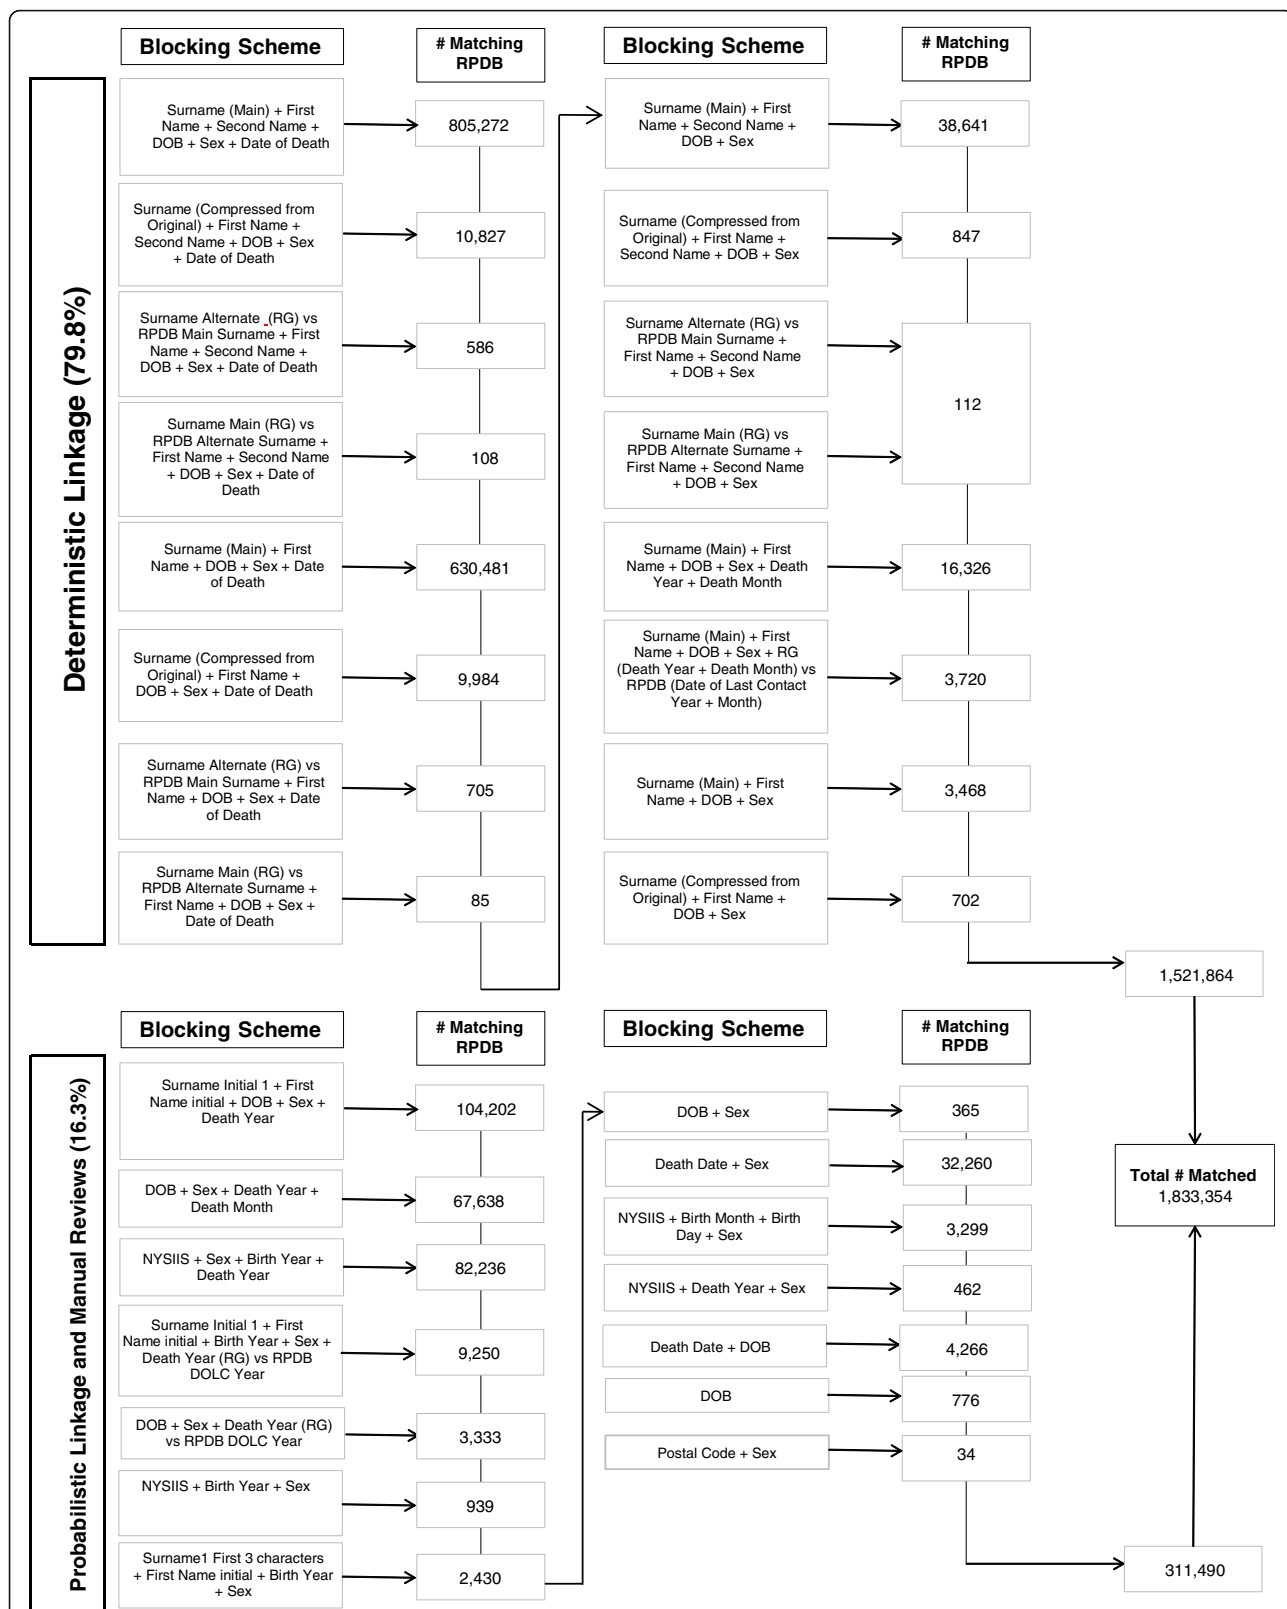 Deterministic Linkage (79.8%)
Blocking Scheme
# Matching
RPDB
Surname (Main) + First
Name + Second Name +
DOB + Sex + Date of Death
805,272
Surname (Compressed from
Original) + First Name +
Second Name + DOB + Sex
+ Date of Death
10,827
Surname Alternate (RG) vs
RPDB Main Surname + First
Name + Second Name +
DOB + Sex + Date of Death
586
Surname Main (RG) vs
RPDB Alternate Surname +
First Name + Second Name
+ DOB + Sex + Date of
Death
108
Surname (Main) + First
Name + DOB + Sex + Date
of Death
630,481
Surname (Compressed from
Original) + First Name +
DOB + Sex + Date of Death
9,984
Surname Alternate (RG) vs
RPDB Main Surname + First
Name + DOB + Sex + Date
of Death
705
Surname Main (RG) vs
RPDB Alternate Surname +
First Name + DOB + Sex +
Date of Death
85
Blocking Scheme
# Matching
RPDB
Surname (Main) + First
Name + Second Name +
DOB + Sex
38,641
Surname (Compressed from
Original) + First Name +
Second Name + DOB + Sex
847
Surname Alternate (RG) vs
RPDB Main Surname +
First Name + Second Name
+ DOB + Sex
Surname Main (RG) vs
RPDB Alternate Surname +
First Name + Second Name
+ DOB + Sex
112
Surname (Main) + First
Name + DOB + Sex + Death
Year + Death Month
16,326
Surname (Main) + First
Name + DOB + Sex + RG
(Death Year + Death Month) vs
RPDB (Date of Last Contact
Year + Month)
3,720
Surname (Main) + First
Name + DOB + Sex
3,468
Surname (Compressed from
Original) + First Name +
DOB + Sex
702
1,521,864
Probabilistic Linkage and Manual Reviews (16.3%)
Blocking Scheme
# Matching
RPDB
Surname Initial 1 + First
Name initial + DOB + Sex +
Death Year
104,202
DOB + Sex + Death Year +
Death Month
67,638
NYSIIS + Sex + Birth Year +
Death Year
82,236
Surname Initial 1 + First
Name initial + Birth Year + Sex +
Death Year (RG) vs RPDB
DOLC Year
9,250
DOB + Sex + Death Year (RG)
vs RPDB DOLC Year
3,333
NYSIIS + Birth Year + Sex
939
Surname1 First 3 characters
+ First Name initial + Birth Year
+ Sex
2,430
Blocking Scheme
# Matching
RPDB
DOB + Sex
365
Death Date + Sex
32,260
NYSIIS + Birth Month + Birth
Day + Sex
3,299
NYSIIS + Death Year + Sex
462
Death Date + DOB
4,266
DOB
776
Postal Code + Sex
34
311,490
Total # Matched
1,833,354